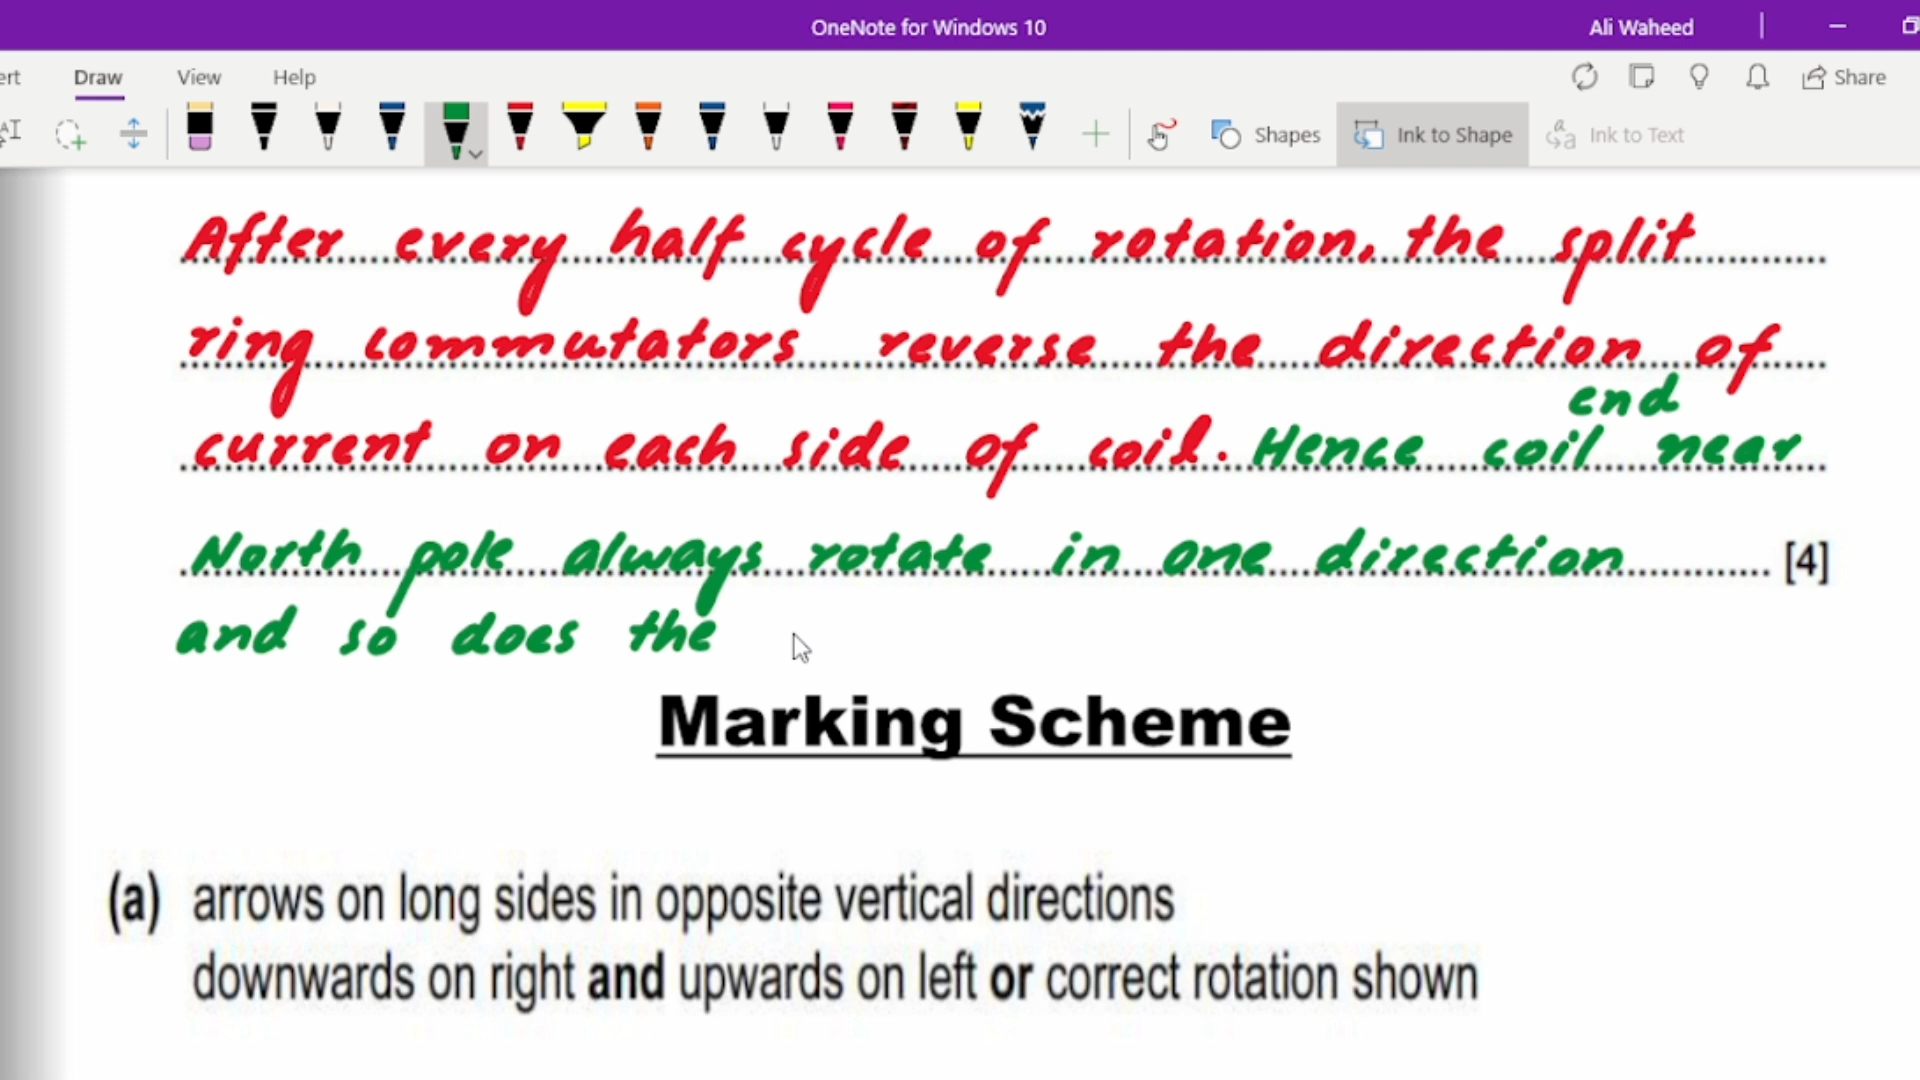 OneNote for Windows 10
Ali Waheed
Draw
View
Help
Share
Shapes
Ink to Shape
Ink to Text
After every half cycle of rotation, the split
ring commutators reverse the direction of
end
current on each side of coil. Hence coil near
North pole always rotate in one direction [4]
and so does the
Marking Scheme
(a) arrows on long sides in opposite vertical directions
downwards on right and upwards on left or correct rotation shown